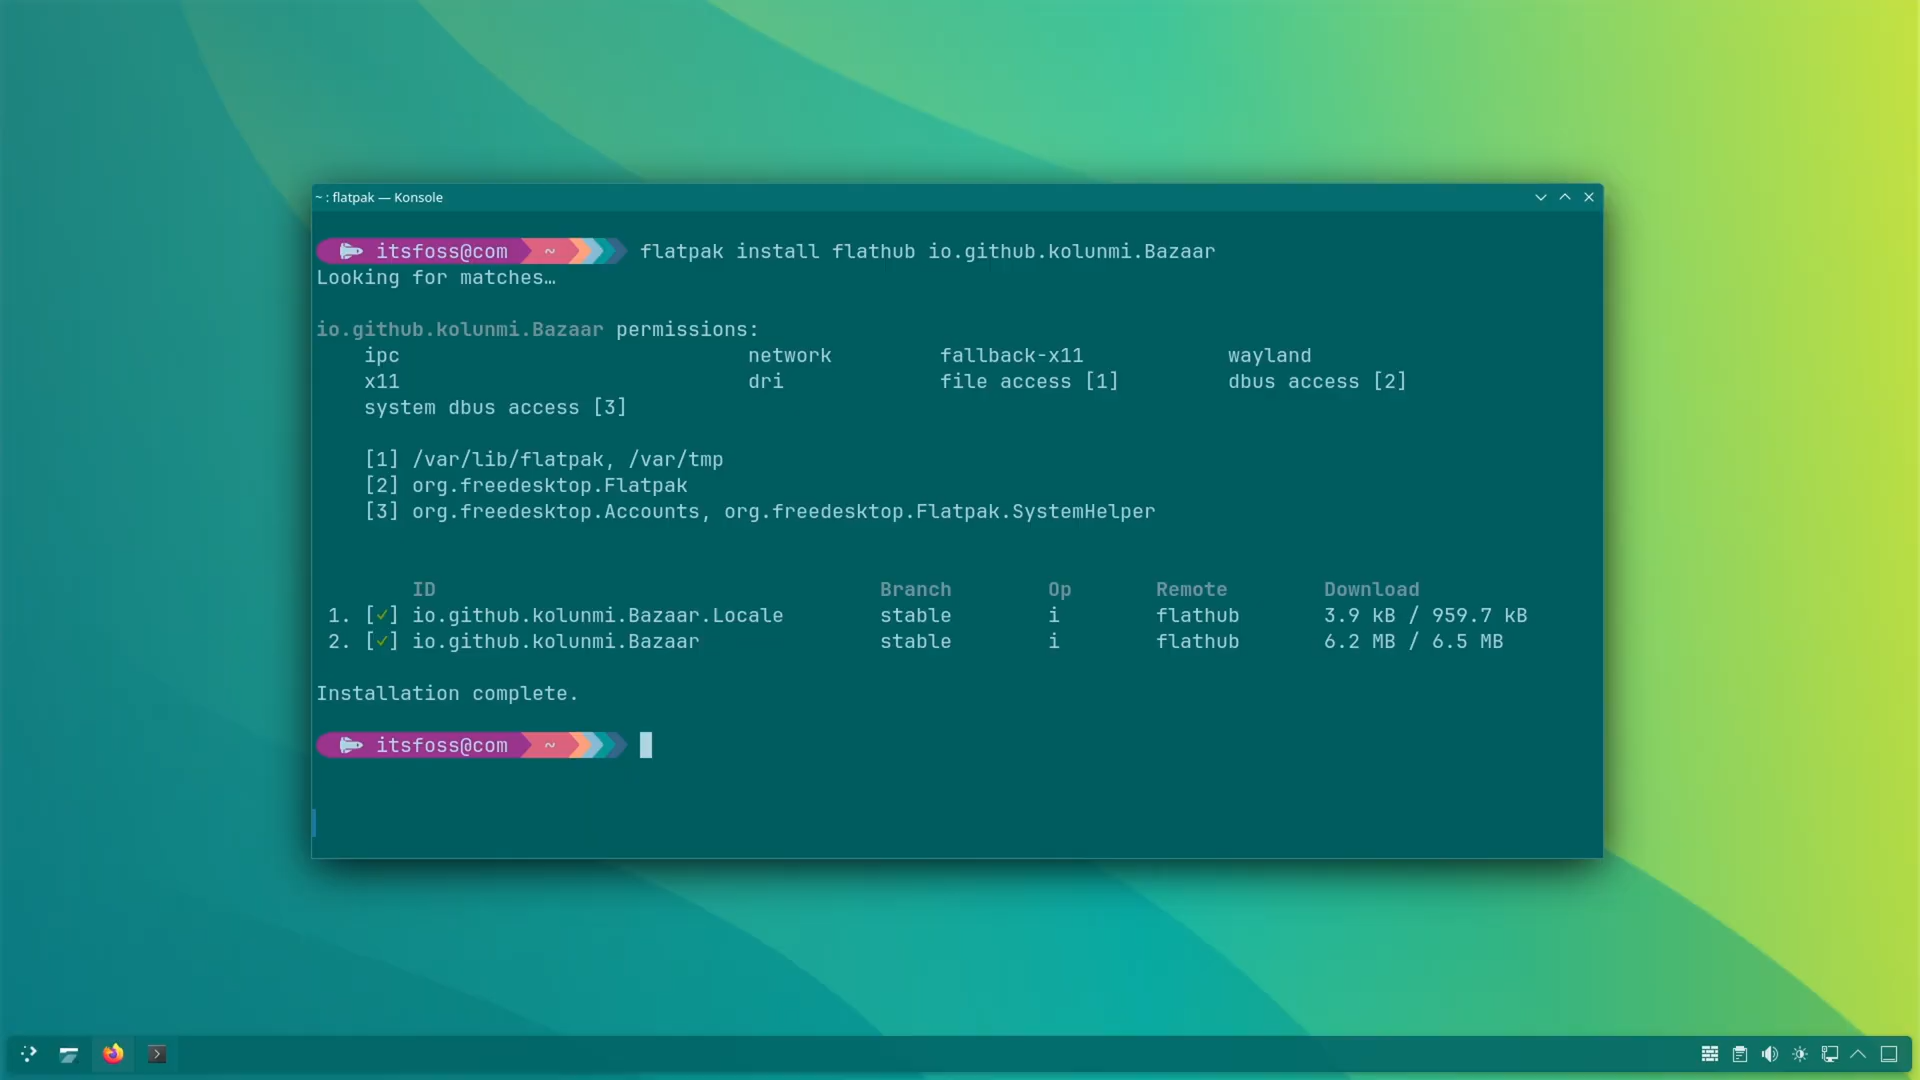 ~ : flatpak — Konsole
itsfoss@com ~ flatpak install flathub io.github.kolunmi.Bazaar
Looking for matches…
io.github.kolunmi.Bazaar permissions:
ipc network fallback-x11 wayland
x11 dri file access [1] dbus access [2]
system dbus access [3]
[1] /var/lib/flatpak, /var/tmp
[2] org.freedesktop.Flatpak
[3] org.freedesktop.Accounts, org.freedesktop.Flatpak.SystemHelper
ID Branch Op Remote Download
1. [✓] io.github.kolunmi.Bazaar.Locale stable i flathub 3.9 kB / 959.7 kB
2. [✓] io.github.kolunmi.Bazaar stable i flathub 6.2 MB / 6.5 MB
Installation complete.
itsfoss@com ~